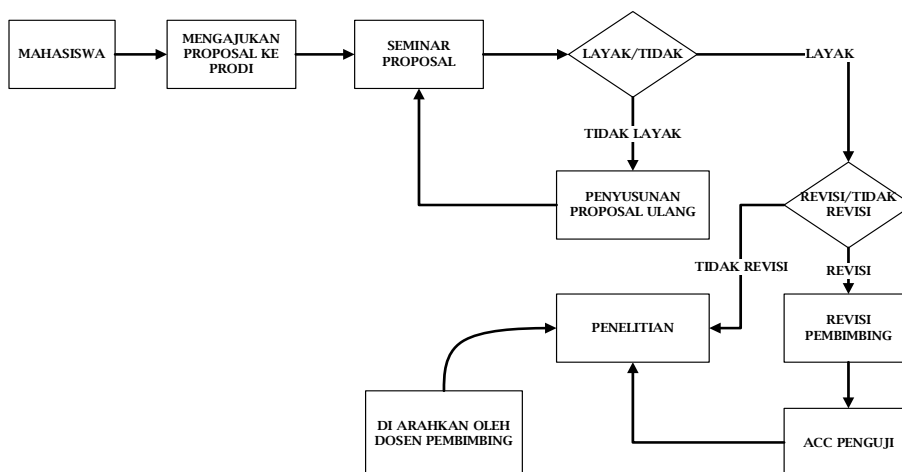 MAHASISWA
MENGAJUKAN
PROPOSAL KE
PRODI
SEMINAR
PROPOSAL
LAYAK/TIDAK
LAYAK
TIDAK LAYAK
PENYUSUNAN
PROPOSAL ULANG
REVISI/TIDAK
REVISI
TIDAK REVISI
REVISI
REVISI
PEMBIMBING
PENELITIAN
DI ARAHKAN OLEH
DOSEN PEMBIMBING
ACC PENGUJI